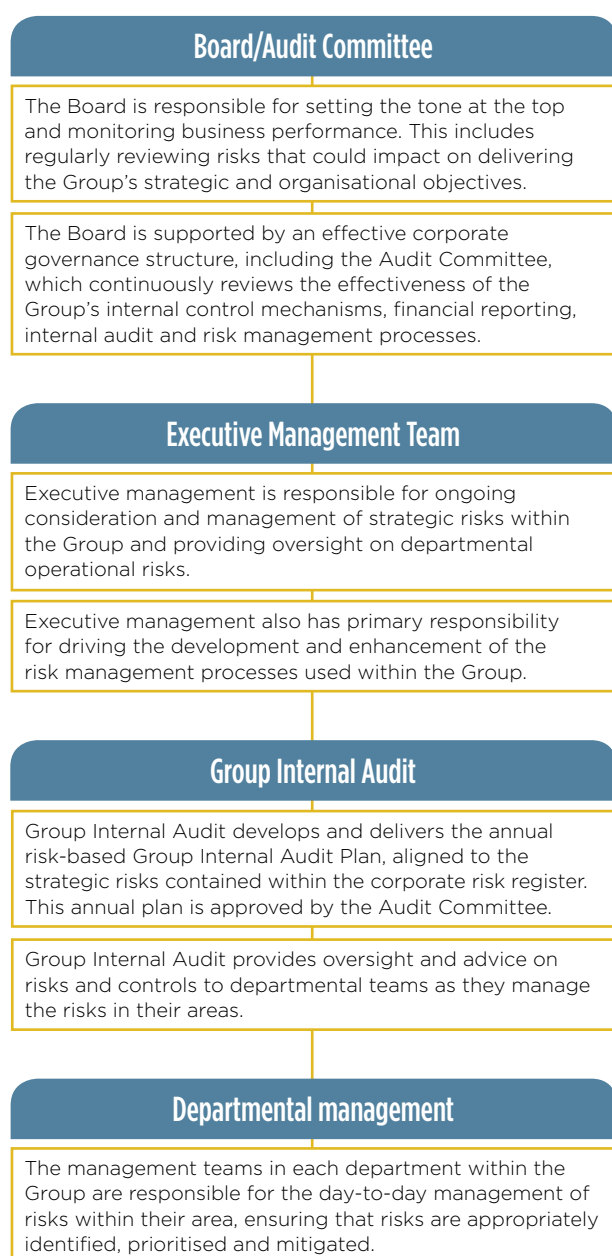 Board/Audit Committee
The Board is responsible for setting the tone at the top
and monitoring business performance. This includes
regularly reviewing risks that could impact on delivering
the Group’s strategic and organisational objectives.
The Board is supported by an effective corporate
governance structure, including the Audit Committee,
which continuously reviews the effectiveness of the
Group’s internal control mechanisms, financial reporting,
internal audit and risk management processes.
Executive Management Team
Executive management is responsible for ongoing
consideration and management of strategic risks within
the Group and providing oversight on departmental
operational risks.
Executive management also has primary responsibility
for driving the development and enhancement of the
risk management processes used within the Group.
Group Internal Audit
Group Internal Audit develops and delivers the annual
risk-based Group Internal Audit Plan, aligned to the
strategic risks contained within the corporate risk register.
This annual plan is approved by the Audit Committee.
Group Internal Audit provides oversight and advice on
risks and controls to departmental teams as they manage
the risks in their areas.
Departmental management
The management teams in each department within the
Group are responsible for the day-to-day management of
risks within their area, ensuring that risks are appropriately
identified, prioritised and mitigated.